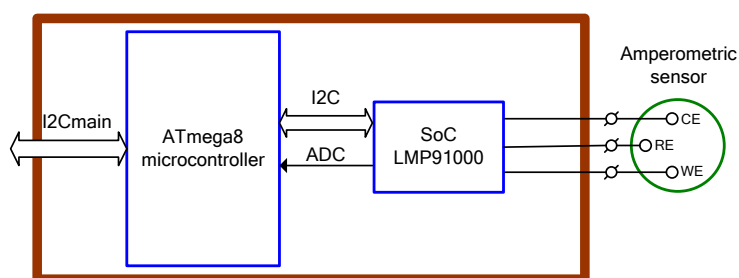 I2Cmain
ATmega8
microcontroller
I2C
ADC
SoC
LMP91000
Amperometric
sensor
CE
RE
WE